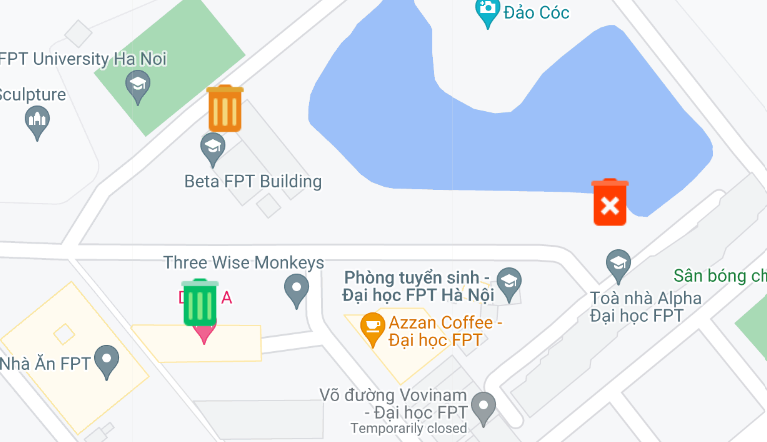 Đảo Cóc
FPT University Ha Noi
Sculpture
Beta FPT Building
Three Wise Monkeys
Phòng tuyển sinh -
Đại học FPT Hà Nội
Sân bóng ch
Toà nhà Alpha
Đại học FPT
D
A
Azzan Coffee -
Đại học FPT
Nhà Ăn FPT
Võ đường Vovinam
- Đại học FPT
Temporarily closed